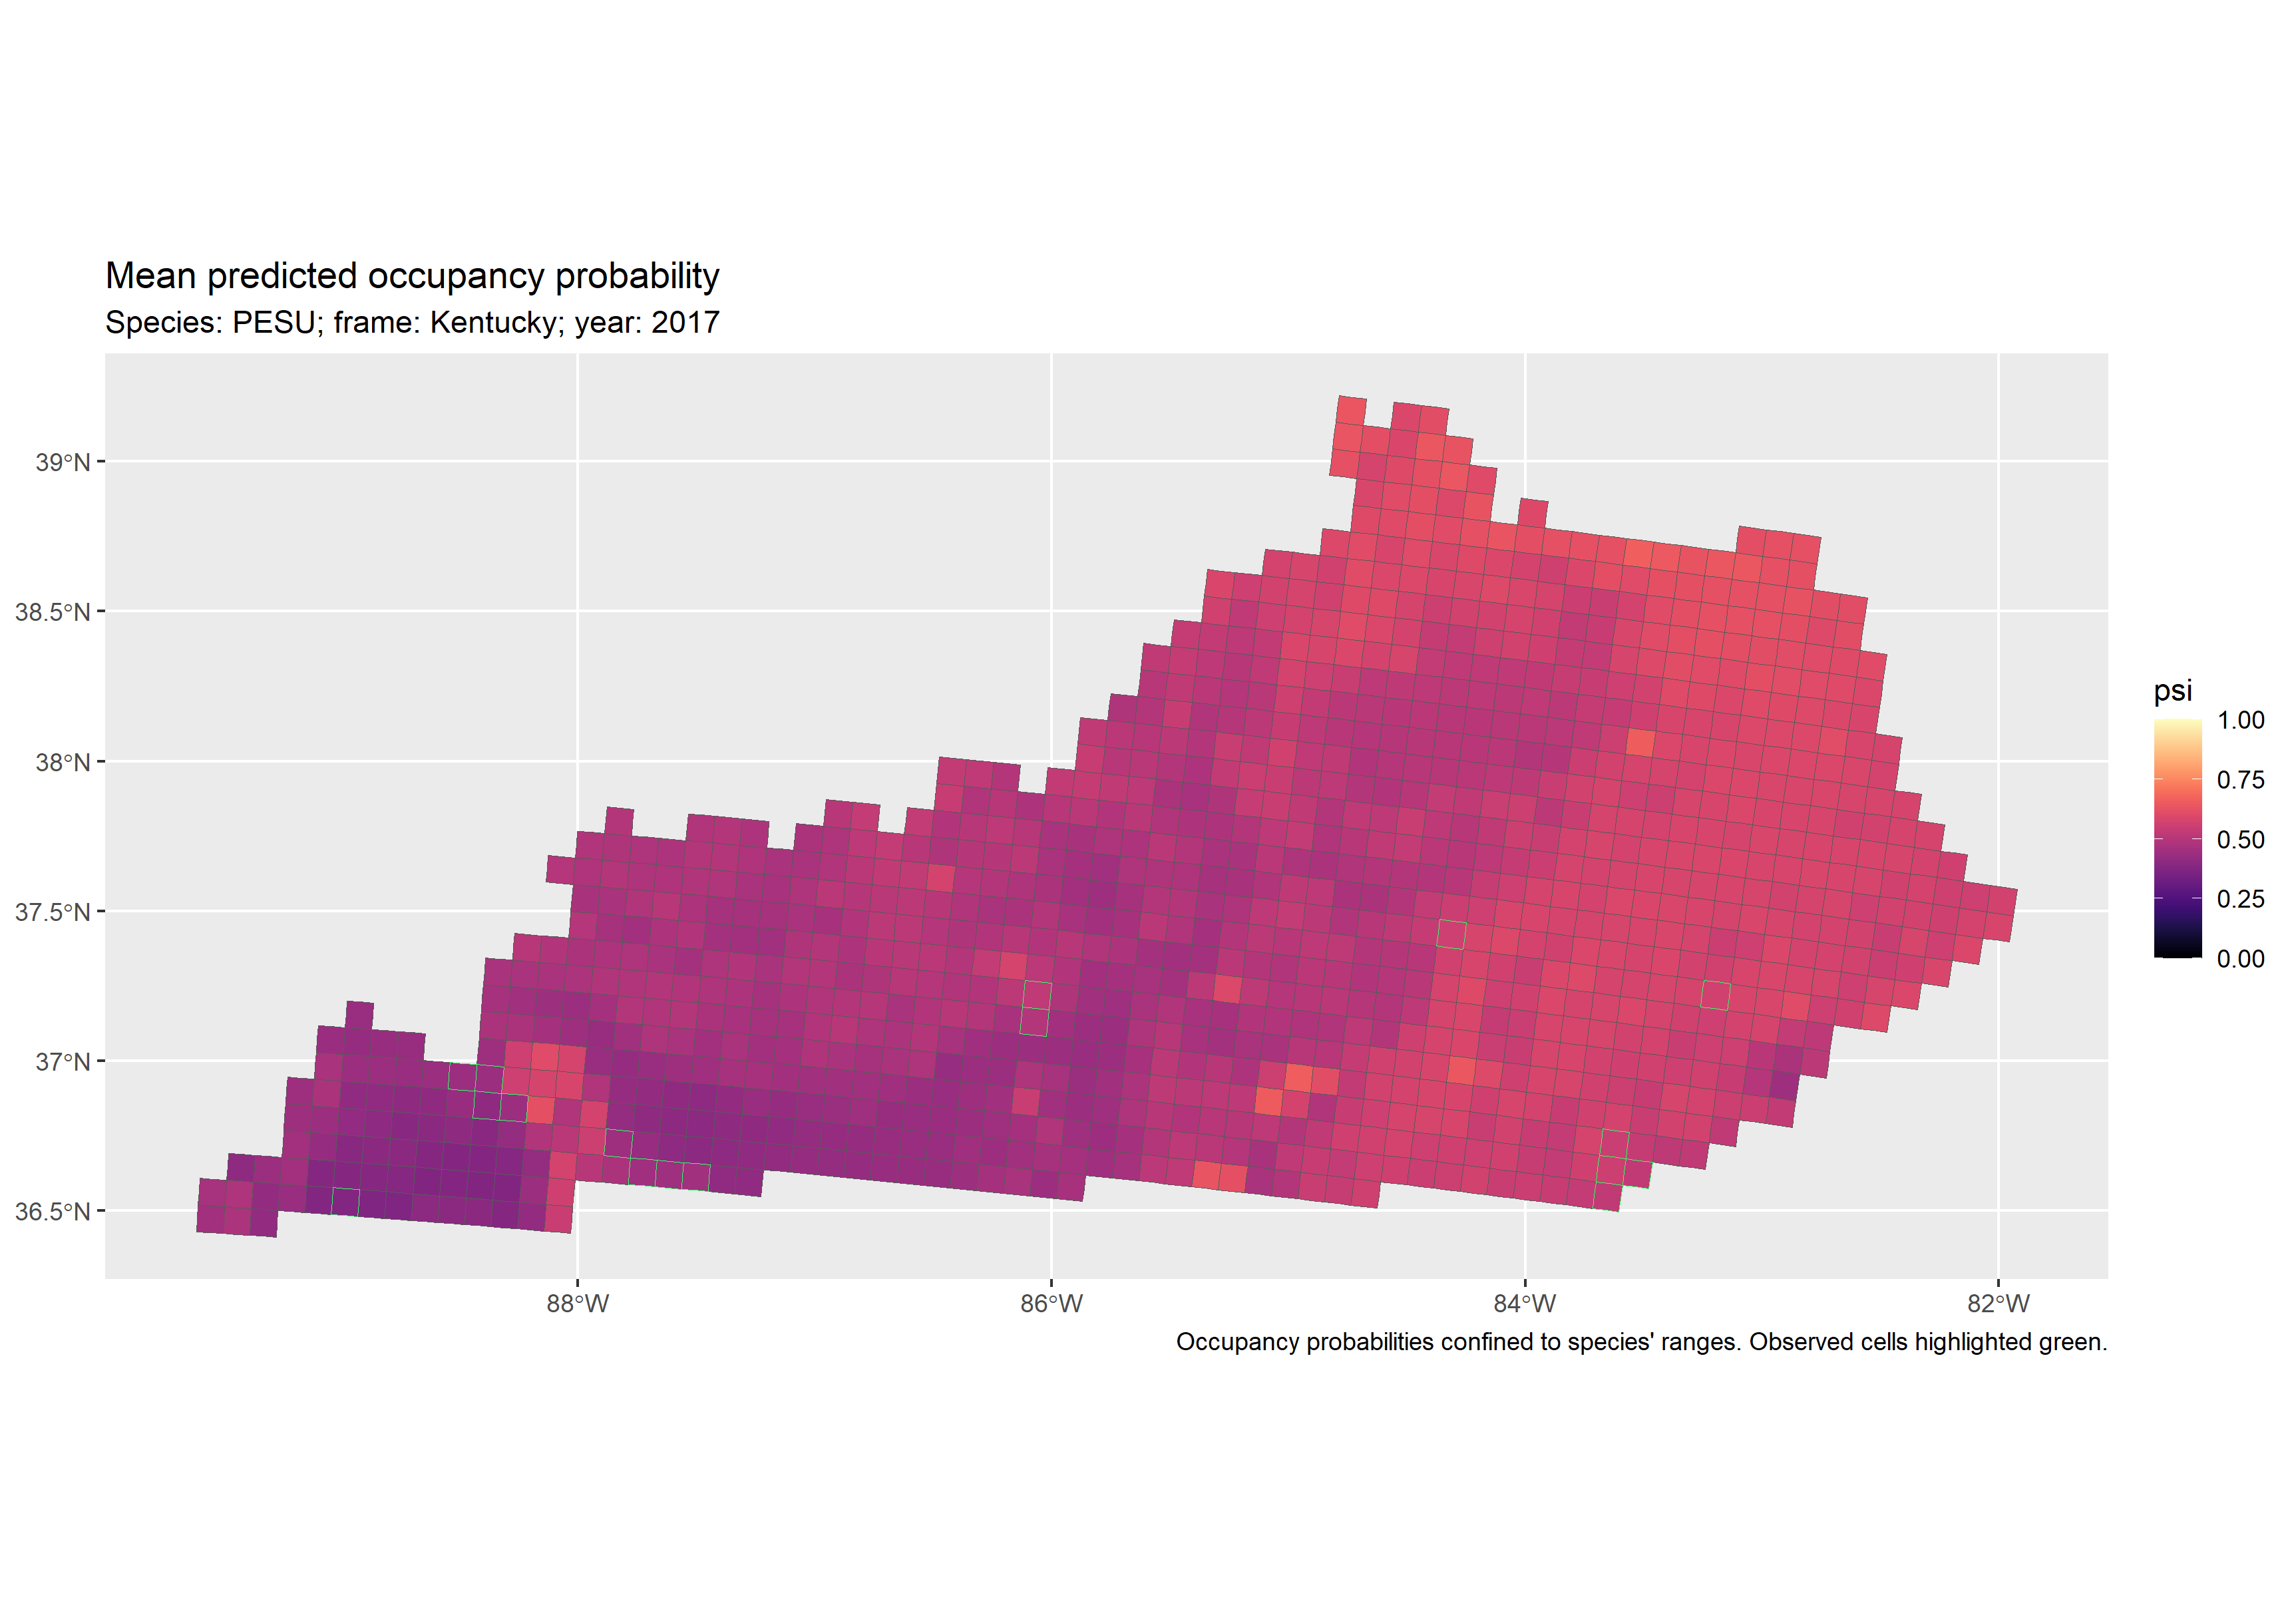 Mean predicted occupancy probability
Species: PESU; frame: Kentucky; year: 2017
39°N
38.5°N
38°N
37.5°N
37°N
36.5°N
88°W
86°W
84°W
82°W
psi
1.00
0.75
0.50
0.25
0.00
Occupancy probabilities confined to species' ranges. Observed cells highlighted green.